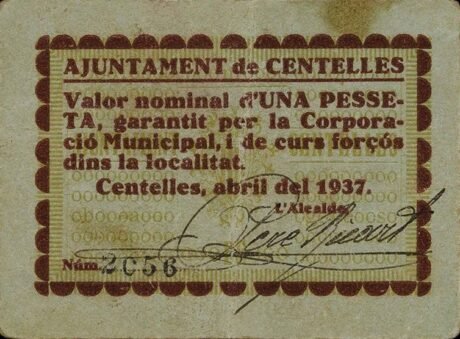 AJUNTAMENT de CENTELLES
Valor nominal d'UNA PESSE-
TA, garantit per la Corpora-
ció Municipal, i de curs forçós
dins la localitat.
Centelles, abril del 1937.
L'Alcalde,
Núm. 2056